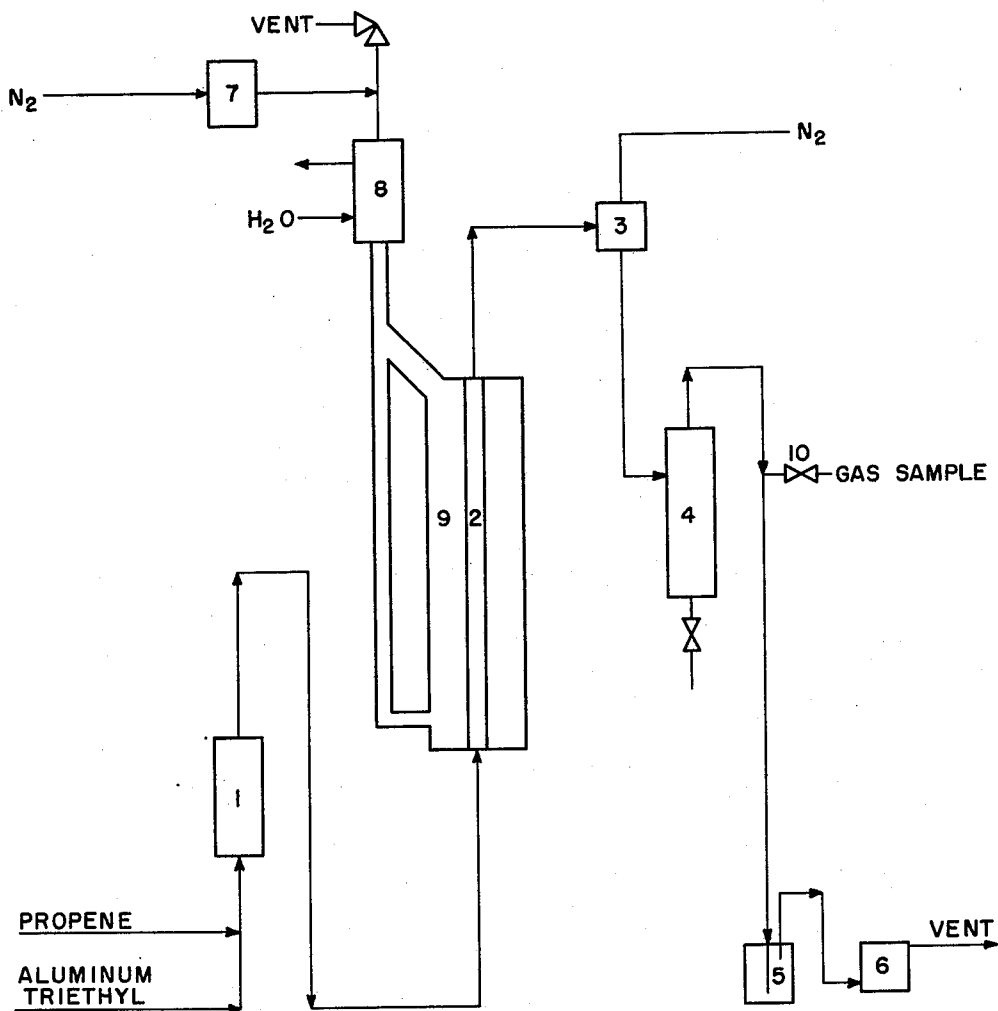 VENT
N2
7
N2
8
H2O
3
10
GAS SAMPLE
4
9
2
1
PROPENE
ALUMINUM
TRIETHYL
5
6
VENT